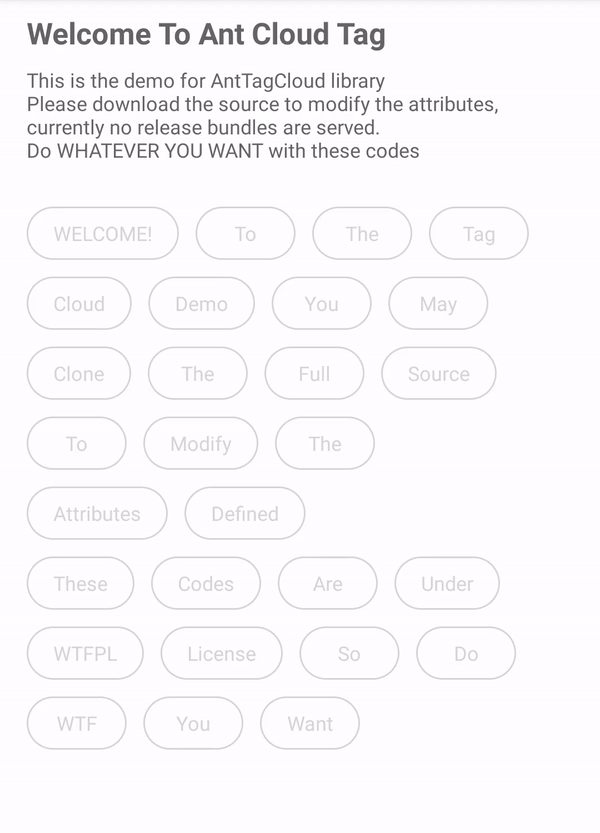 Welcome To Ant Cloud Tag
This is the demo for AntTagCloud library
Please download the source to modify the attributes,
currently no release bundles are served.
Do WHATEVER YOU WANT with these codes
WELCOME! To The Tag
Cloud Demo You May
Clone The Full Source
To Modify The
Attributes Defined
These Codes Are Under
WTFPL License So Do
WTF You Want